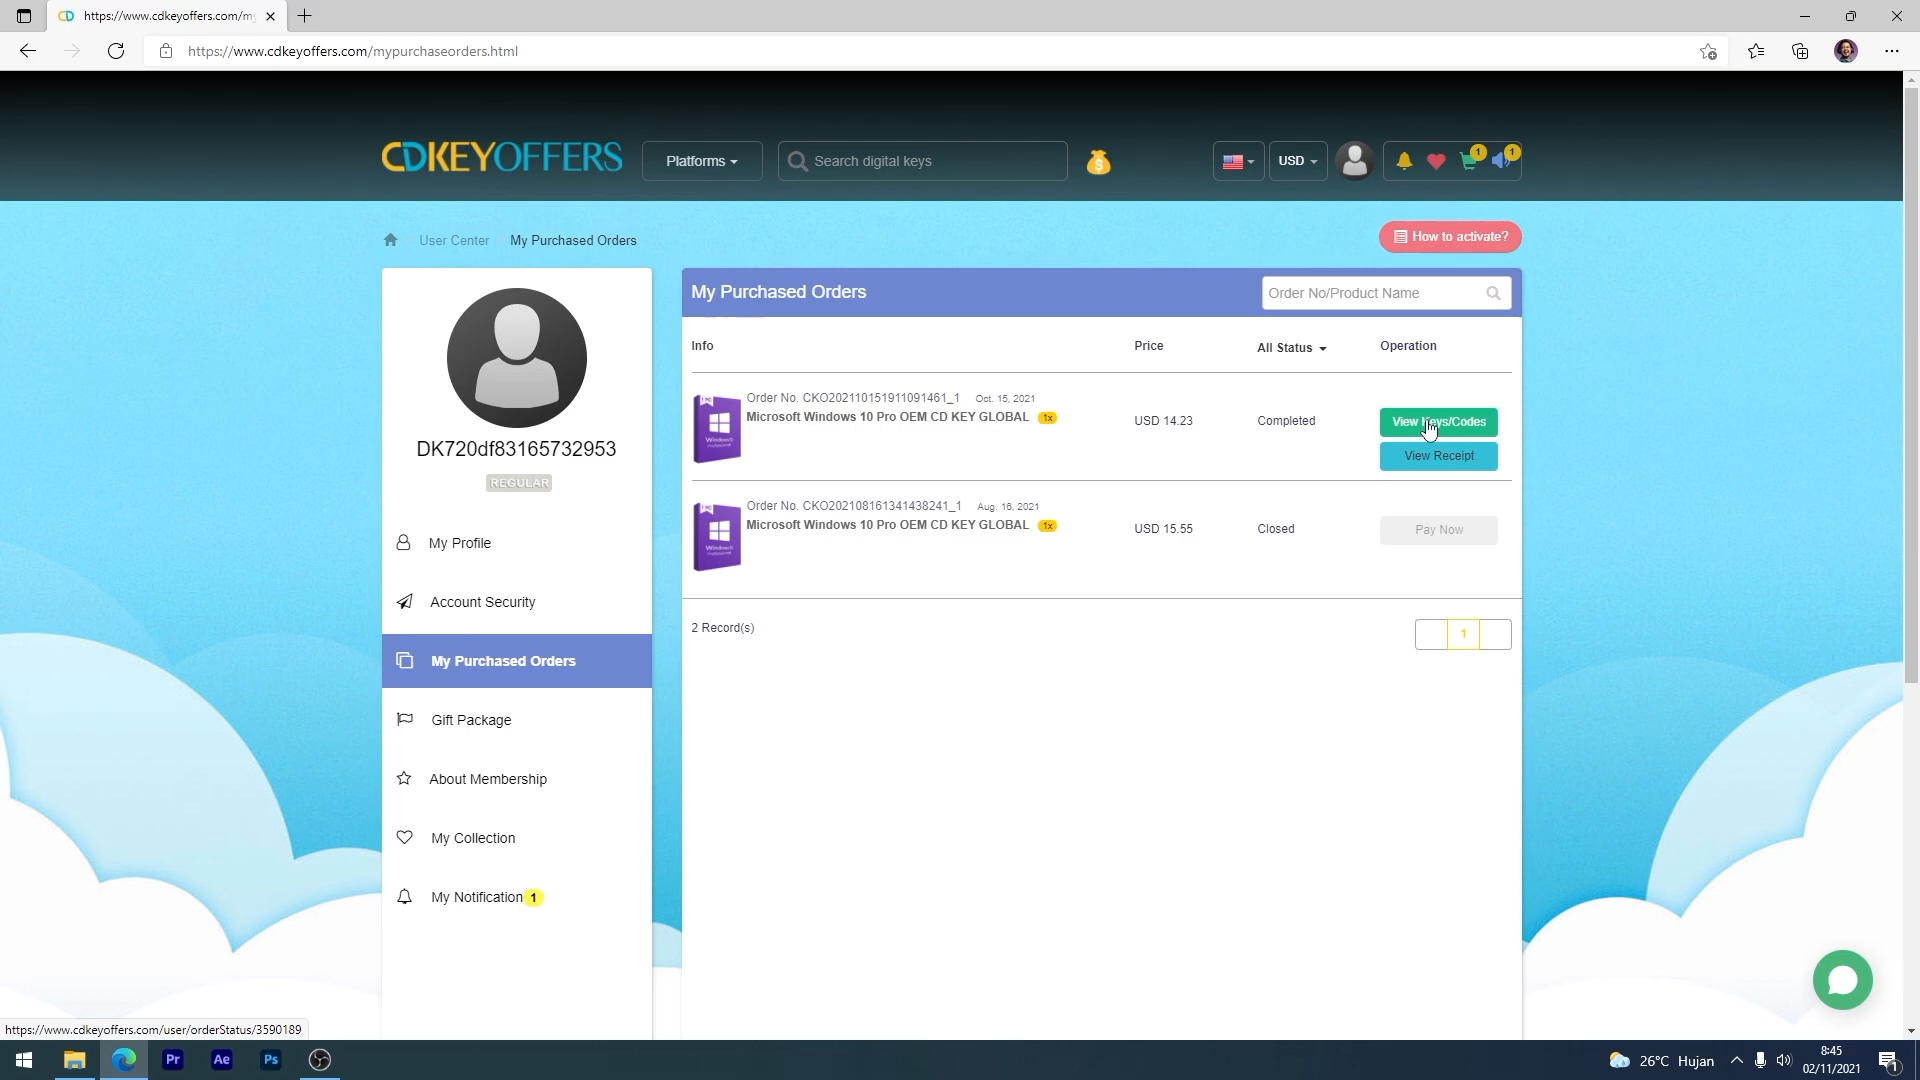 https://www.cdkeyoffers.com/my
https://www.cdkeyoffers.com/mypurchaseorders.html
CDKEYOFFERS
Platforms
Search digital keys
USD
1
1
User Center
My Purchased Orders
How to activate?
My Purchased Orders
Order No/Product Name
Info
Price
All Status
Operation
Order No. CKO202110151911091461_1 Oct. 15, 2021
Microsoft Windows 10 Pro OEM CD KEY GLOBAL 1x
USD 14.23
Completed
View Keys/Codes
View Receipt
Order No. CKO202108161341438241_1 Aug. 16, 2021
Microsoft Windows 10 Pro OEM CD KEY GLOBAL 1x
USD 15.55
Closed
Pay Now
2 Record(s)
1
DK720df83165732953
REGULAR
My Profile
Account Security
My Purchased Orders
Gift Package
About Membership
My Collection
My Notification 1
https://www.cdkeyoffers.com/user/orderStatus/3590189
Pr
Ae
Ps
26°C Hujan
8:45
02/11/2021
1